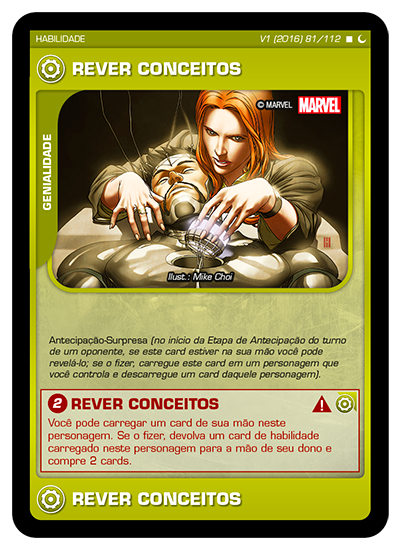 HABILIDADE
V1 (2016) 81/112
REVER CONCEITOS
© MARVEL MARVEL
GENIALIDADE
Ilust.: Mike Choi
Antecipação-Surpresa (no início da Etapa de Antecipação do turno
de um oponente, se este card estiver na sua mão você pode
revelá-lo; se o fizer, carregue este card em um personagem que
você controla e descarregue um card daquele personagem).
2 REVER CONCEITOS
Você pode carregar um card de sua mão neste
personagem. Se o fizer, devolva um card de habilidade
carregado neste personagem para a mão de seu dono e
compre 2 cards.
REVER CONCEITOS